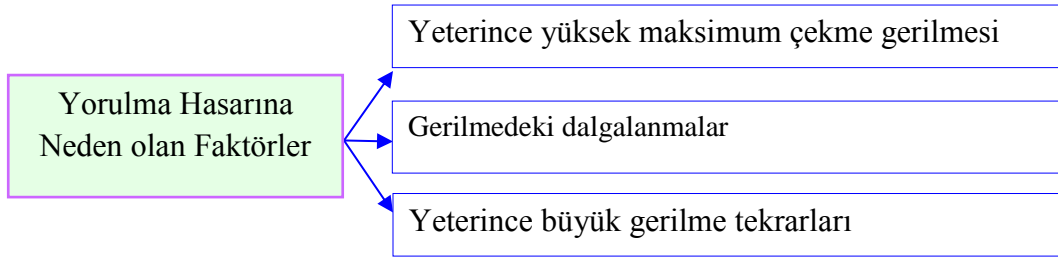 Yorulma Hasarına
Neden olan Faktörler
Yeterince yüksek maksimum çekme gerilmesi
Gerilmedeki dalgalanmalar
Yeterince büyük gerilme tekrarları